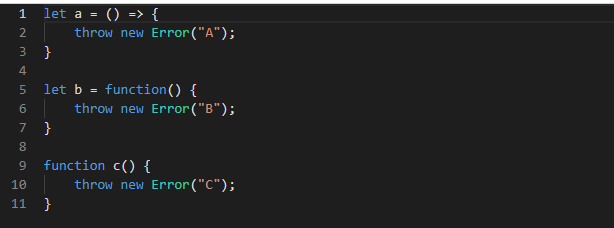 1 let a = () => {
2     throw new Error("A");
3 }
4
5 let b = function() {
6     throw new Error("B");
7 }
8
9 function c() {
10     throw new Error("C");
11 }